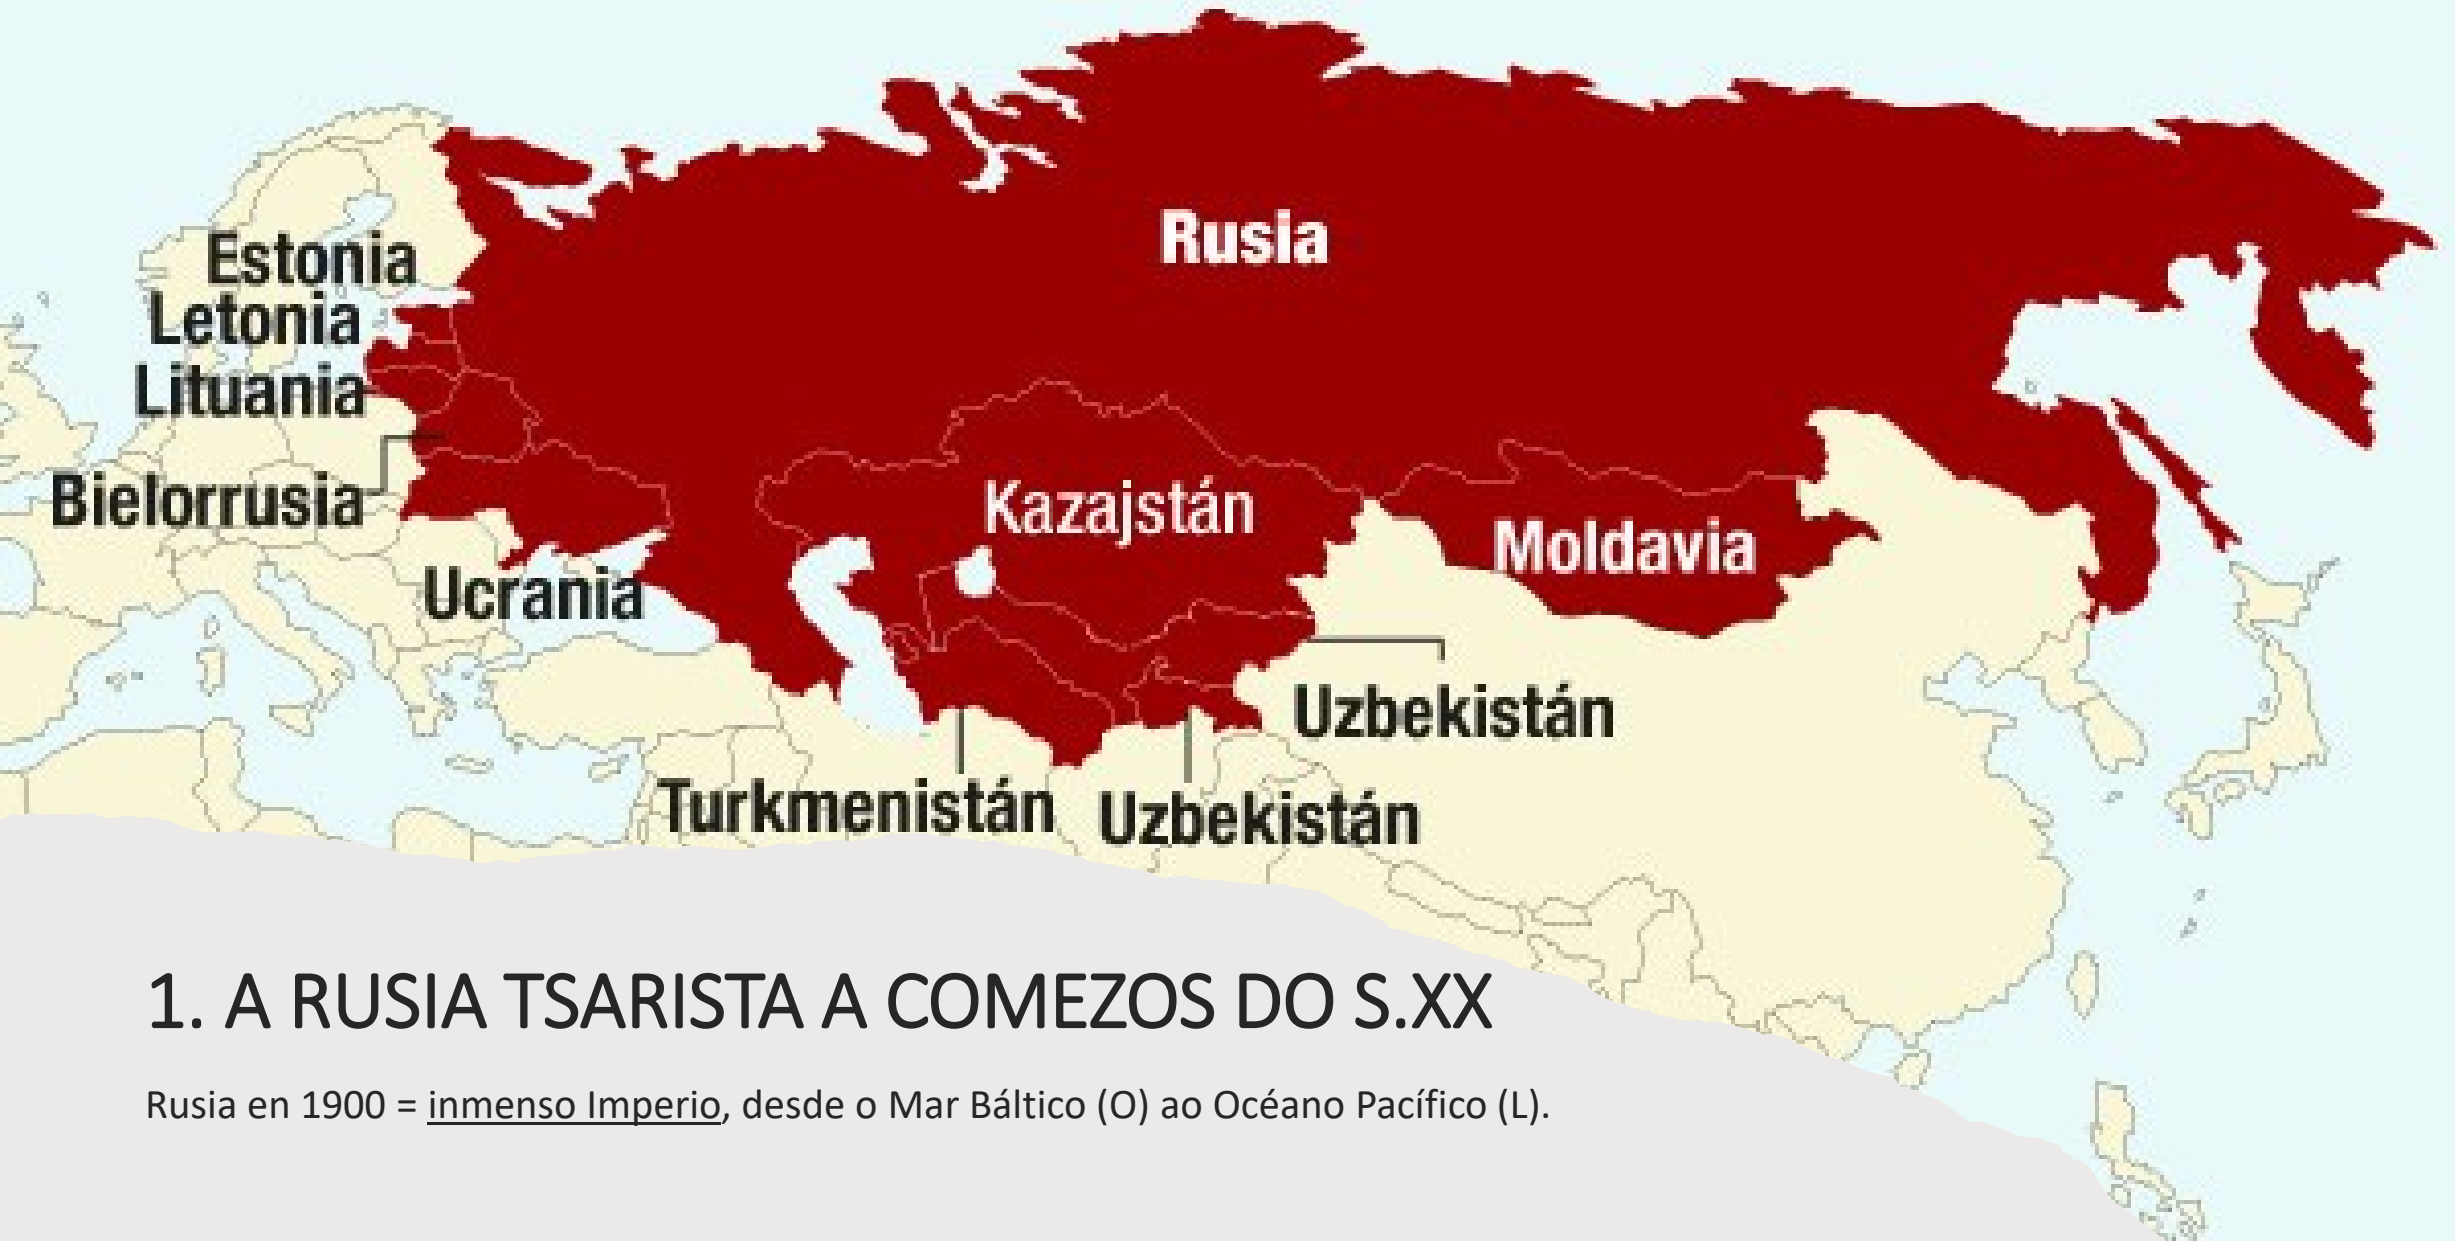 Rusia
Estonia
Letonia
Lituania
Bielorrusia
Kazajstán
Moldavia
Ucrania
Uzbekistán
Turkmenistán
Uzbekistán
1. A RUSIA TSARISTA A COMEZOS DO S.XX
Rusia en 1900 = inmenso Imperio, desde o Mar Báltico (O) ao Océano Pacífico (L).